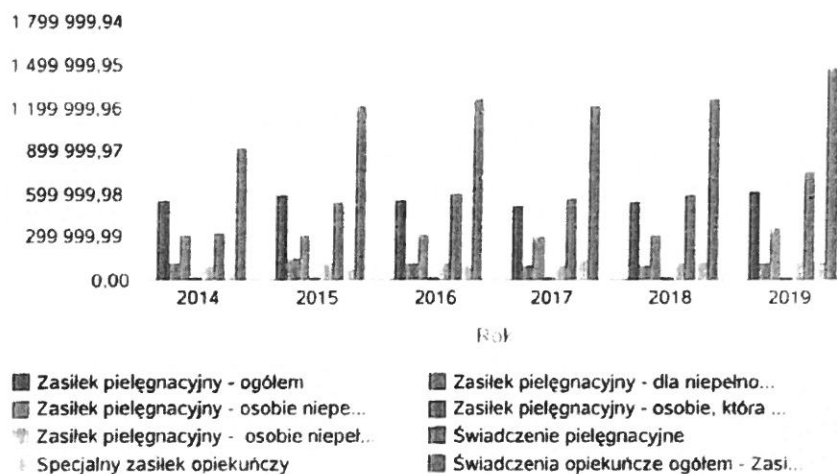 1 799 999,94
1 499 999,95
1 199 999,96
899 999,97
599 999,98
299 999,99
0,00
2014 2015 2016 2017 2018 2019
Rok
Zasiłek pielęgnacyjny - ogółem
Zasiłek pielęgnacyjny - dla niepełno...
Zasiłek pielęgnacyjny - osobie niepe...
Zasiłek pielęgnacyjny - osobie, która ...
Zasiłek pielęgnacyjny - osobie niepeł...
Świadczenie pielęgnacyjne
Specjalny zasiłek opiekuńczy
Świadczenia opiekuńcze ogółem - Zasi...